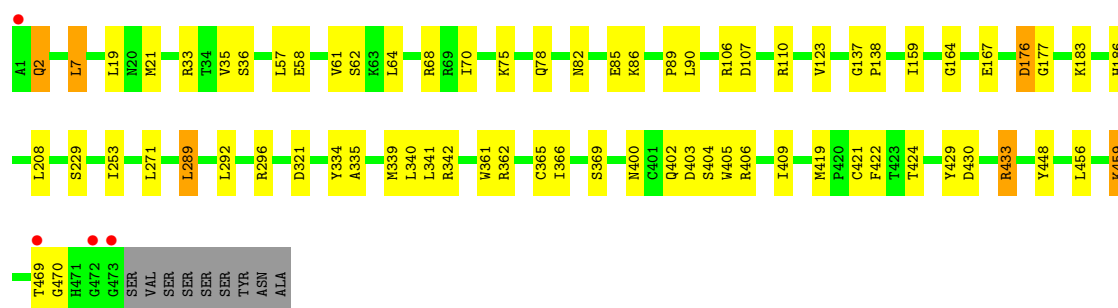 A1 Q2 L7 L19 N20 M21 R33 T34 V35 S36 L57 E58 V61 S62 K63 L64 R68 R69 I70 K75 Q78 N82 E85 K86 P89 L90 R106 D107 R110 V123 G137 P138 I159 G164 E167 D176 G177 K183 H186
L208 S229 I253 L271 L289 L292 R296 D321 Y334 A335 M339 L340 L341 R342 W361 R362 C365 I366 S369 N400 C401 Q402 D403 S404 W405 R406 I409 M419 P420 C421 F422 T423 T424 Y429 D430 R433 Y448 L456 K459
T469 G470 H471 G472 G473 SER VAL SER SER SER SER TYR ASN ALA